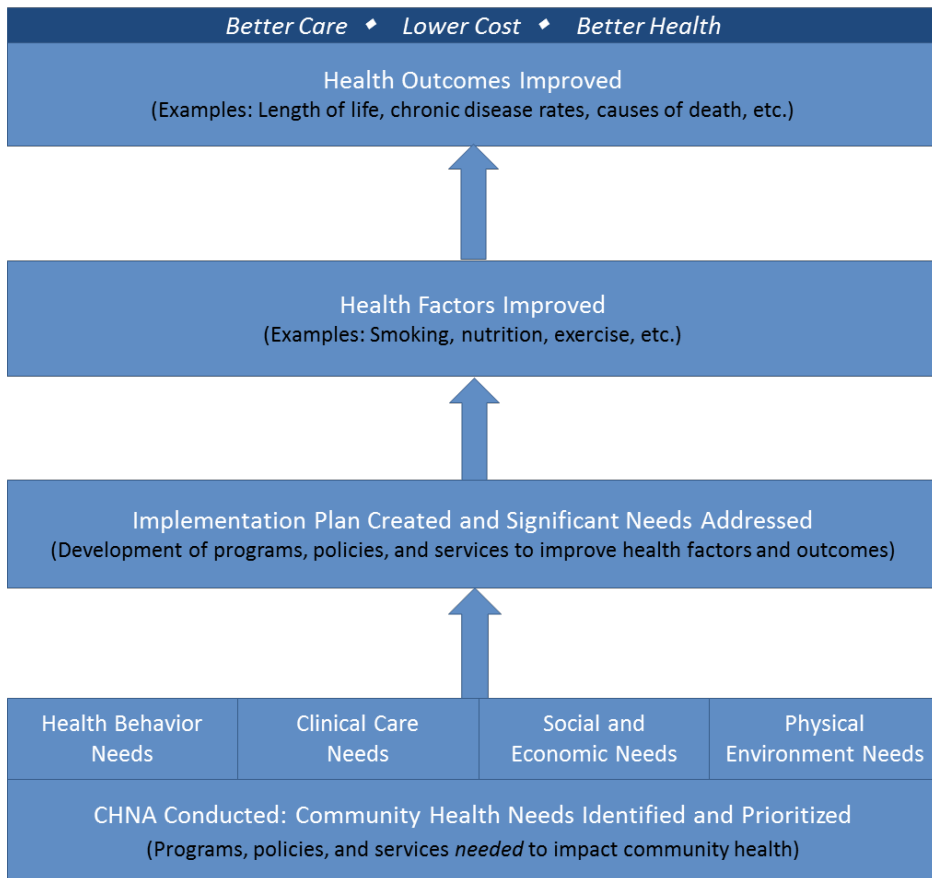 Better Care ◆ Lower Cost ◆ Better Health
Health Outcomes Improved
(Examples: Length of life, chronic disease rates, causes of death, etc.)
Health Factors Improved
(Examples: Smoking, nutrition, exercise, etc.)
Implementation Plan Created and Significant Needs Addressed
(Development of programs, policies, and services to improve health factors and outcomes)
Health Behavior
Needs
Clinical Care
Needs
Social and
Economic Needs
Physical
Environment Needs
CHNA Conducted: Community Health Needs Identified and Prioritized
(Programs, policies, and services needed to impact community health)